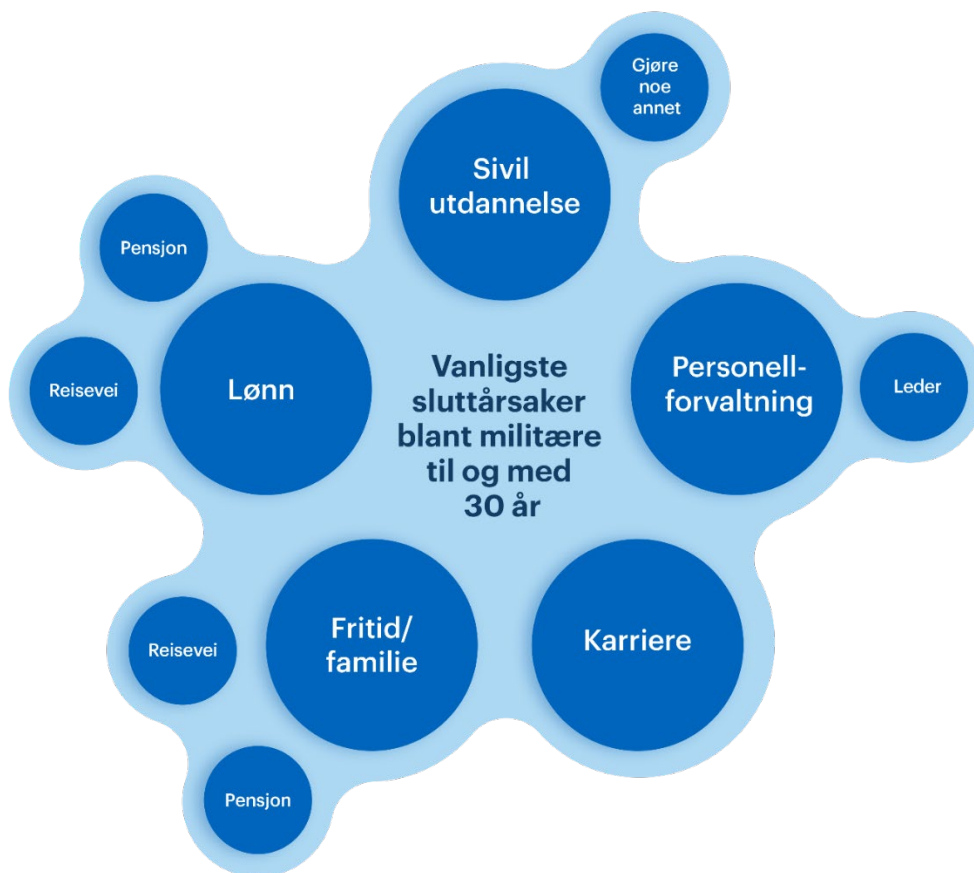 Gjøre
noe
annet
Sivil
utdannelse
Pensjon
Reisevei
Lønn
Vanligste
sluttårsaker
blant militære
til og med
30 år
Personell-
forvaltning
Leder
Fritid/
familie
Reisevei
Pensjon
Karriere